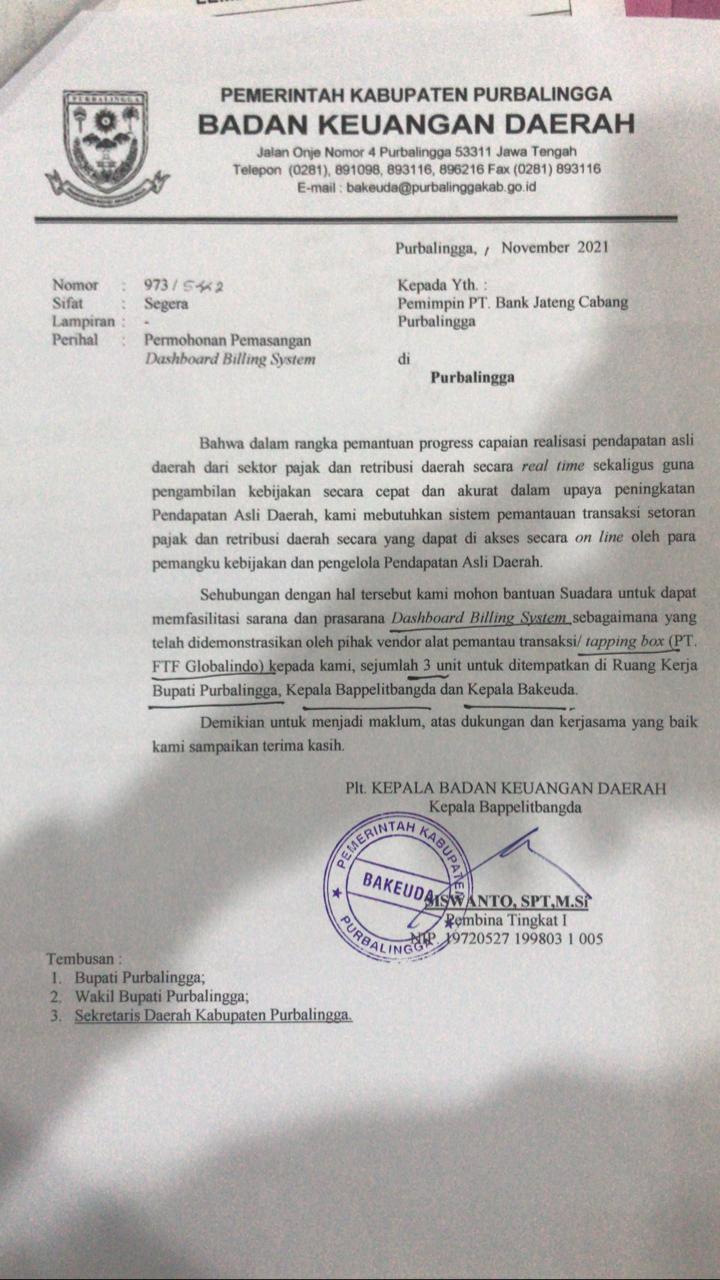 PURBALINGGA
PEMERINTAH KABUPATEN PURBALINGGA
BADAN KEUANGAN DAERAH
Jalan Onje Nomor 4 Purbalingga 53311 Jawa Tengah
Telepon (0281), 891098, 893116, 896216 Fax (0281) 893116
E-mail : bakeuda@purbalinggakab.go.id
Purbalingga, November 2021
Nomor : 973 /
Sifat : Segera
Lampiran : -
Perihal : Permohonan Pemasangan
Dashboard Billing System
Kepada Yth. :
Pemimpin PT. Bank Jateng Cabang
Purbalingga
di
Purbalingga
Bahwa dalam rangka pemantuan progress capaian realisasi pendapatan asli
daerah dari sektor pajak dan retribusi daerah secara real time sekaligus guna
pengambilan kebijakan secara cepat dan akurat dalam upaya peningkatan
Pendapatan Asli Daerah, kami mebutuhkan sistem pemantauan transaksi setoran
pajak dan retribusi daerah secara yang dapat di akses secara on line oleh para
pemangku kebijakan dan pengelola Pendapatan Asli Daerah.
Sehubungan dengan hal tersebut kami mohon bantuan Suadara untuk dapat
memfasilitasi sarana dan prasarana Dashboard Billing System sebagaimana yang
telah didemonstrasikan oleh pihak vendor alat pemantau transaksi/ tapping box (PT.
FTF Globalindo) kepada kami, sejumlah 3 unit untuk ditempatkan di Ruang Kerja
Bupati Purbalingga, Kepala Bappelitbangda dan Kepala Bakeuda.
Demikian untuk menjadi maklum, atas dukungan dan kerjasama yang baik
kami sampaikan terima kasih.
Plt. KEPALA BADAN KEUANGAN DAERAH
Kepala Bappelitbangda
PEMERINTAH KABUPATEN
BAKEUDA
PURBALINGGA
SISWANTO, SPT,M.Si
Pembina Tingkat I
NIP. 19720527 199803 1 005
Tembusan :
1. Bupati Purbalingga;
2. Wakil Bupati Purbalingga;
3. Sekretaris Daerah Kabupaten Purbalingga.